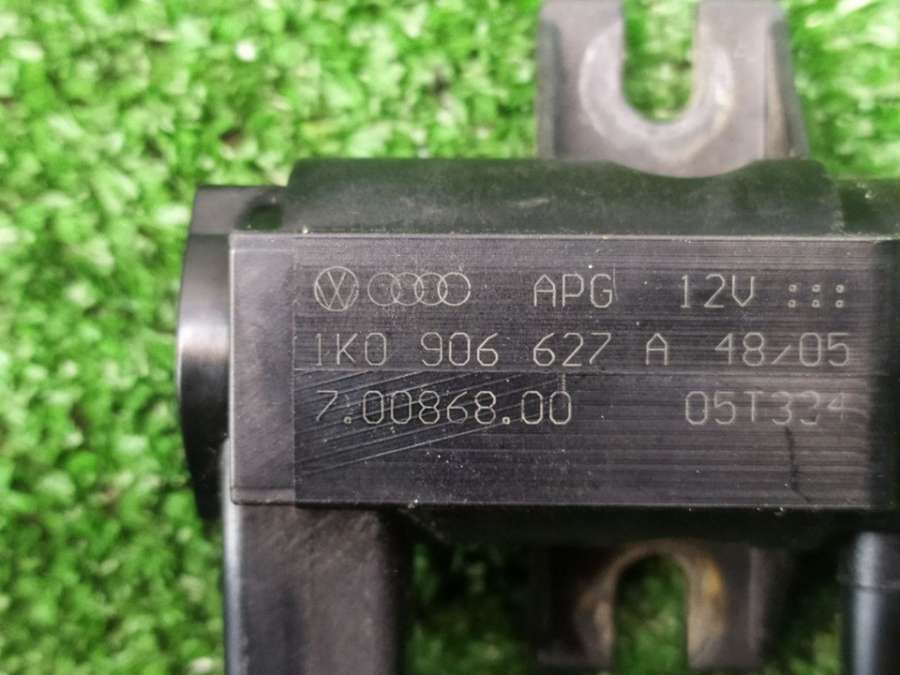 APG 12V :::
1K0 906 627 A 48/05
7.00868.00 05T334